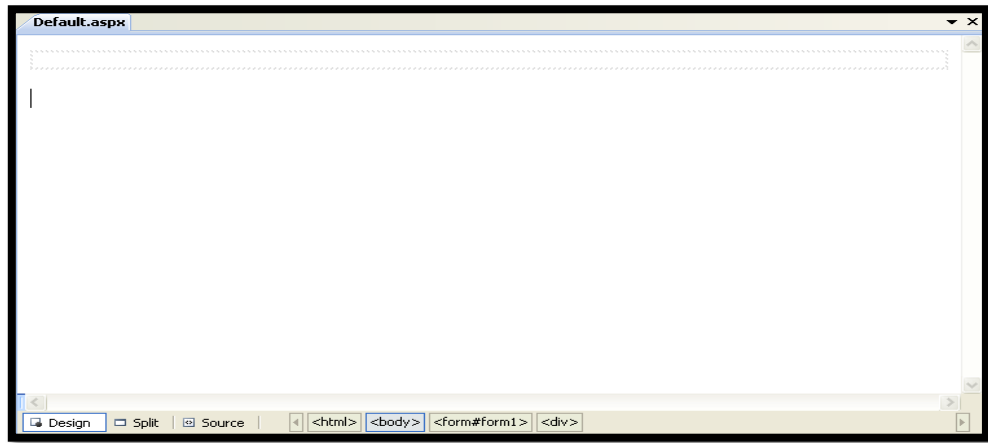 Default.aspx
Design Split Source <html> <body> <form#form1> <div>